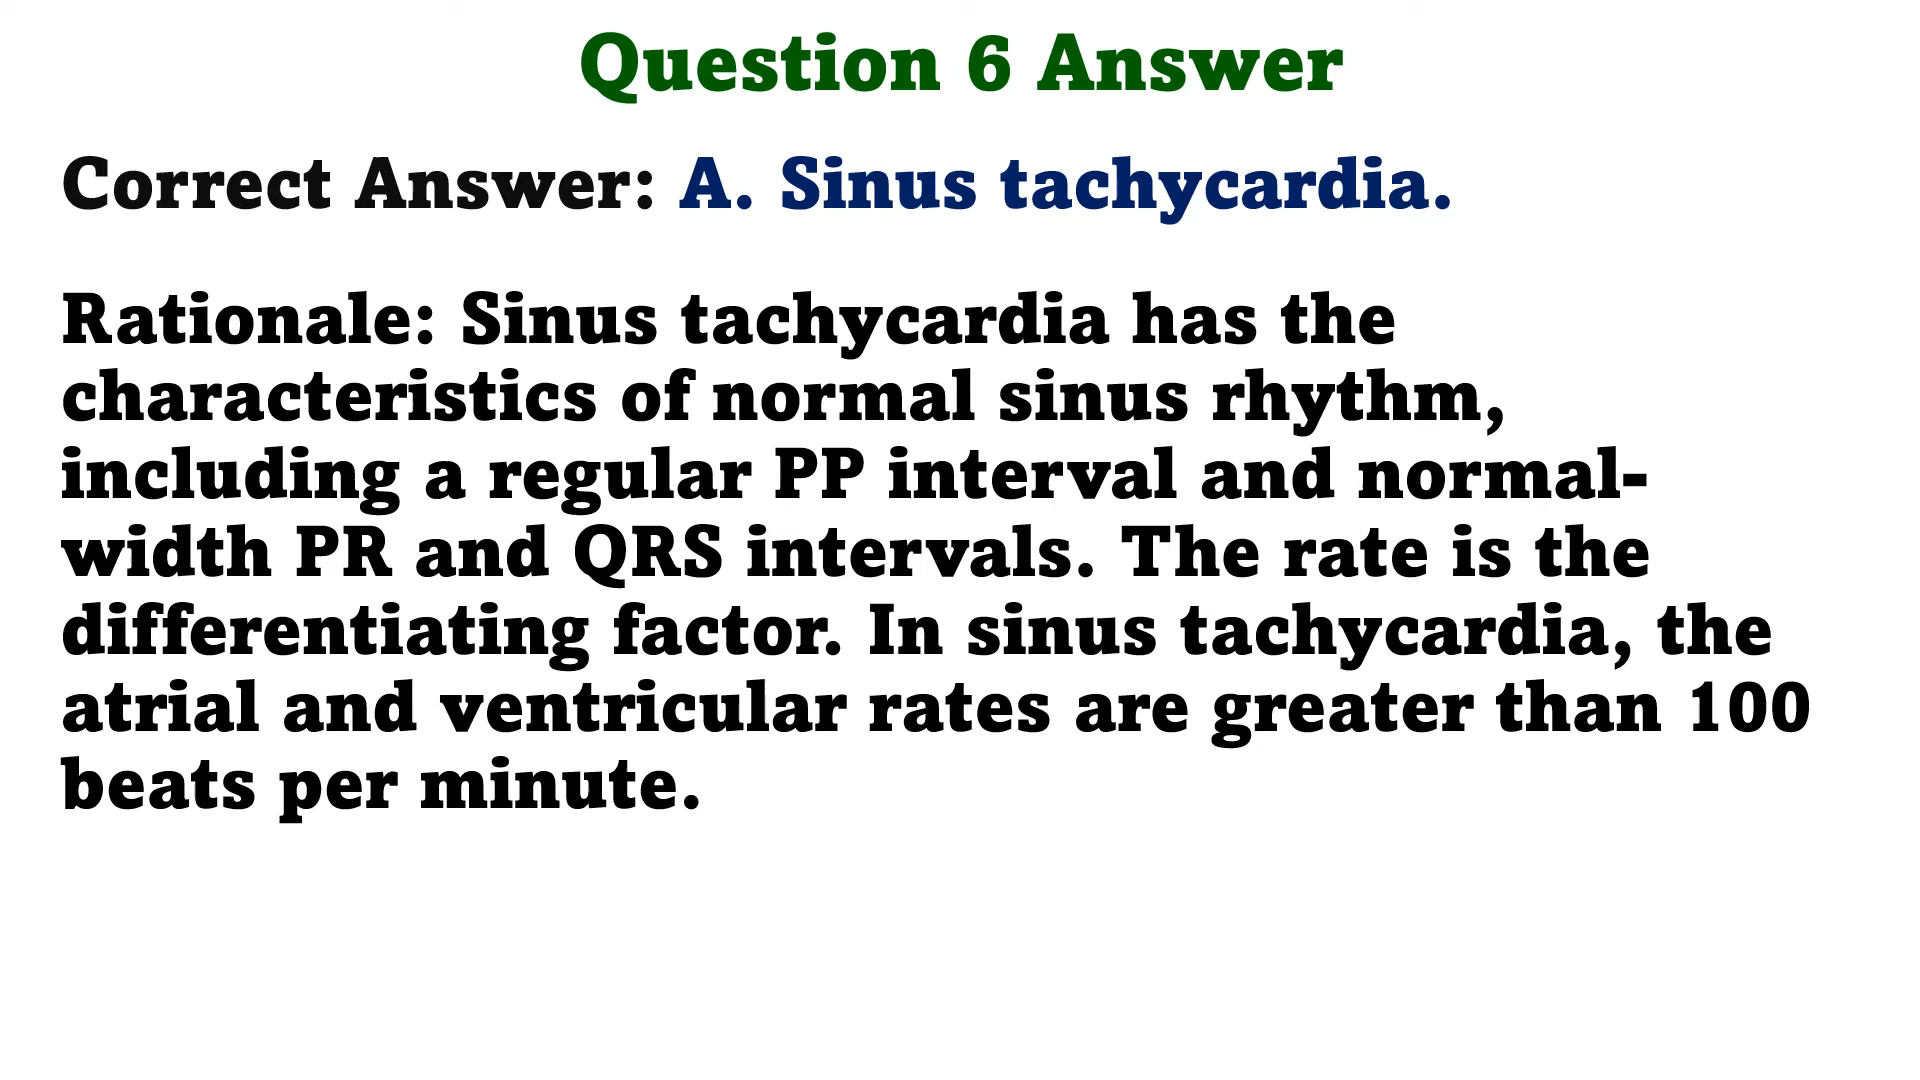 Question 6 Answer
Correct Answer: A. Sinus tachycardia.
Rationale: Sinus tachycardia has the
characteristics of normal sinus rhythm,
including a regular PP interval and normal-
width PR and QRS intervals. The rate is the
differentiating factor. In sinus tachycardia, the
atrial and ventricular rates are greater than 100
beats per minute.